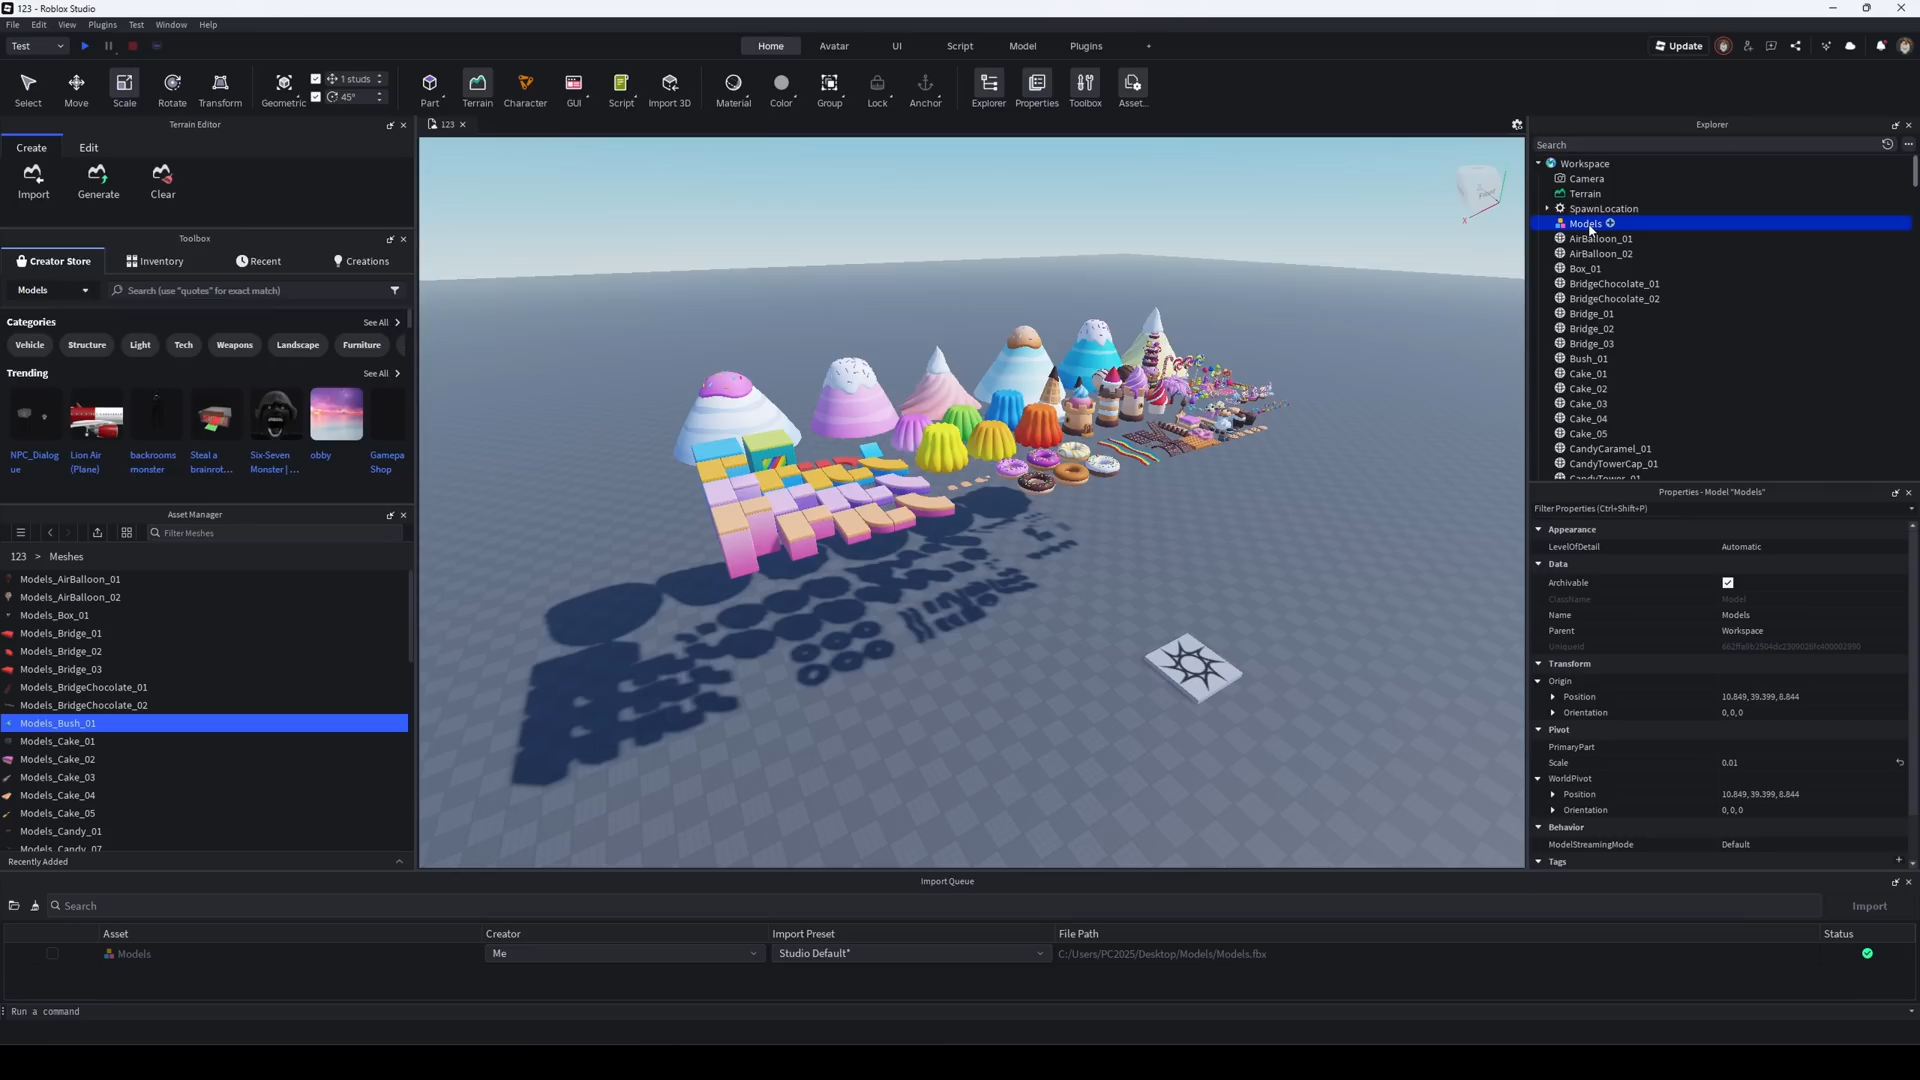 123 - Roblox Studio
File Edit View Plugins Test Window Help
Test Home Avatar UI Script Model Plugins + Update
Select Move Scale Rotate Transform Geometric 1 studs 45° Part Terrain Character GUI Script Import 3D Material Color Group Lock Anchor Explorer Properties Toolbox Asset...
Terrain Editor
Create Edit
Import Generate Clear
Toolbox
Creator Store Inventory Recent Creations
Models Search (use "quotes" for exact match)
Categories See All
Vehicle Structure Light Tech Weapons Landscape Furniture
Trending See All
NPC_Dialogue
Lion Air (Plane)
backrooms monster
Steal a brainrot...
Six-Seven Monster | ...
obby
Gamepa Shop
Asset Manager
Filter Meshes
123 > Meshes
Models_AirBalloon_01
Models_AirBalloon_02
Models_Box_01
Models_Bridge_01
Models_Bridge_02
Models_Bridge_03
Models_BridgeChocolate_01
Models_BridgeChocolate_02
Models_Bush_01
Models_Cake_01
Models_Cake_02
Models_Cake_03
Models_Cake_04
Models_Cake_05
Models_Candy_01
Models_Candy_07
Recently Added
123
Front
X
Explorer
Search
Workspace
Camera
Terrain
SpawnLocation
Models
AirBalloon_01
AirBalloon_02
Box_01
BridgeChocolate_01
BridgeChocolate_02
Bridge_01
Bridge_02
Bridge_03
Bush_01
Cake_01
Cake_02
Cake_03
Cake_04
Cake_05
CandyCaramel_01
CandyTowerCap_01
CandyTower_01
Properties - Model "Models"
Filter Properties (Ctrl+Shift+P)
Appearance
LevelOfDetail Automatic
Data
Archivable
ClassName Model
Name Models
Parent Workspace
UniqueId
Transform
Origin
Position 10.849, 39.399, 8.844
Orientation 0, 0, 0
Pivot
PrimaryPart
Scale 0.01
WorldPivot
Position 10.849, 39.399, 8.844
Orientation 0, 0, 0
Behavior
ModelStreamingMode Default
Tags
Import Queue
Search Import
Asset Creator Import Preset File Path Status
Models Me Studio Default* C:/Users/PC2025/Desktop/Models/Models.fbx
Run a command